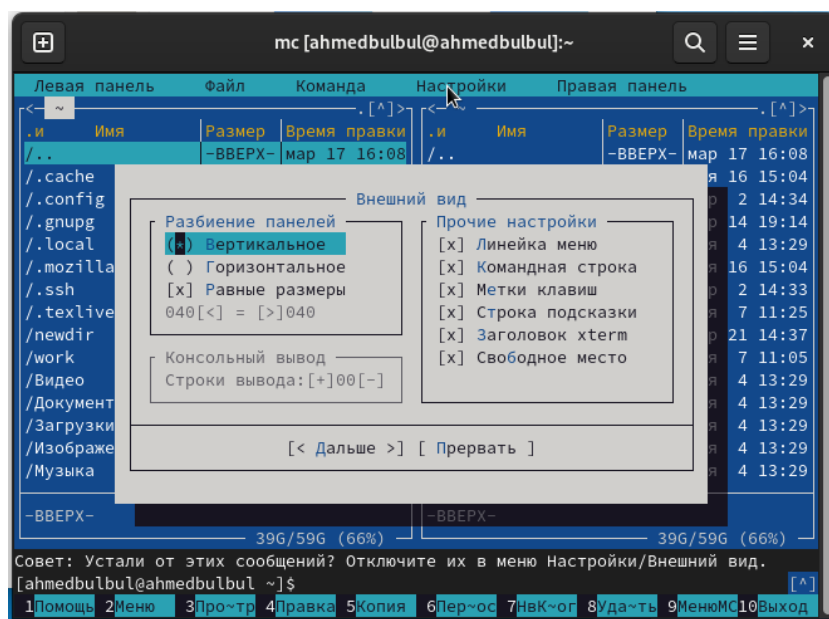 mc [ahmedbulbul@ahmedbulbul]:~
Левая панель Файл Команда Настройки Правая панель
<— ~ .[^]> <— ~ .[^]>
.и Имя Размер Время правки .и Имя Размер Время правки
/.. -ВВЕРХ- мар 17 16:08 /.. -ВВЕРХ- мар 17 16:08
/.cache я 16 15:04
/.config р 2 14:34
/.gnupg я 14 19:14
/.local я 4 13:29
/.mozilla я 16 15:04
/.ssh р 2 14:33
/.texlive я 7 11:25
/newdir р 21 14:37
/work я 7 11:05
/Видео я 4 13:29
/Документ я 4 13:29
/Загрузки я 4 13:29
/Изображе я 4 13:29
/Музыка я 4 13:29
Внешний вид
Разбиение панелей
(*) Вертикальное
( ) Горизонтальное
[x] Равные размеры
040[<] = [>]040
Консольный вывод
Строки вывода:[+]00[-]
Прочие настройки
[x] Линейка меню
[x] Командная строка
[x] Метки клавиш
[x] Строка подсказки
[x] Заголовок xterm
[x] Свободное место
[< Дальше >] [ Прервать ]
-ВВЕРХ- -ВВЕРХ-
39G/59G (66%) 39G/59G (66%)
Совет: Устали от этих сообщений? Отключите их в меню Настройки/Внешний вид.
[ahmedbulbul@ahmedbulbul ~]$ [^]
1Помощь 2Меню 3Про~тр 4Правка 5Копия 6Пер~ос 7НвК~ог 8Уда~ть 9МенюМС10Выход